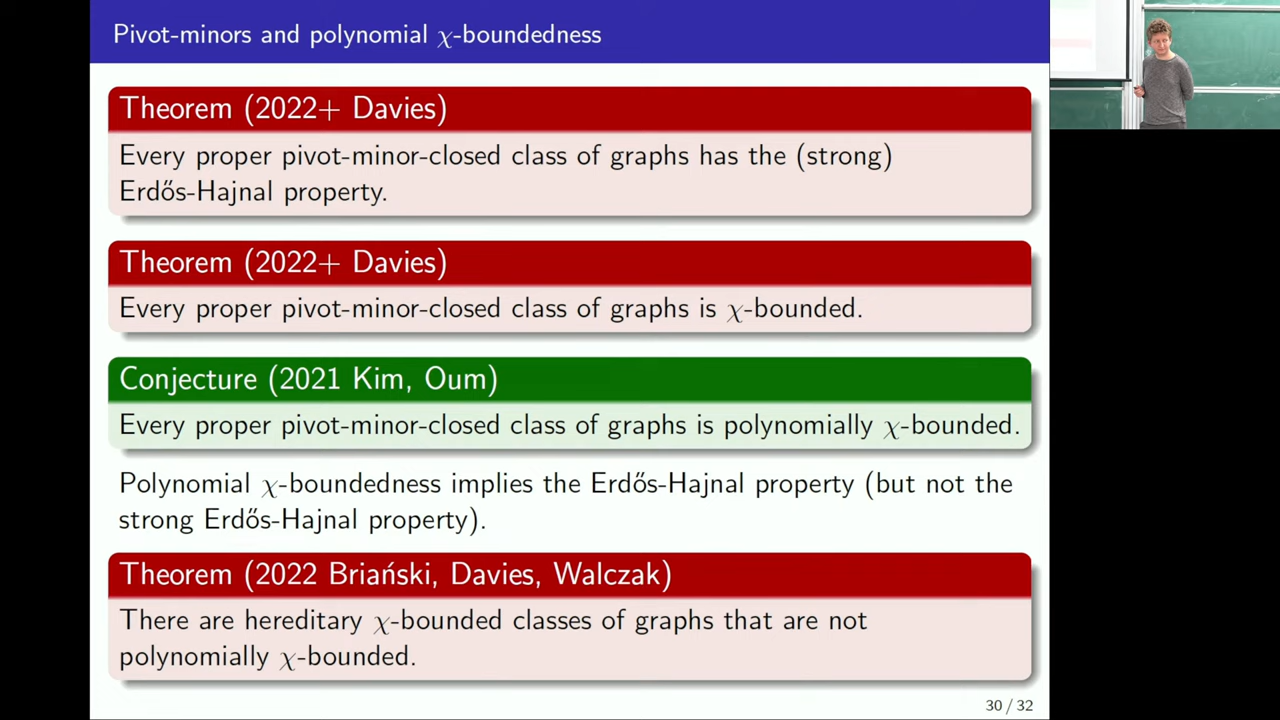 Pivot-minors and polynomial χ-boundedness
Theorem (2022+ Davies)
Every proper pivot-minor-closed class of graphs has the (strong)
Erdős-Hajnal property.
Theorem (2022+ Davies)
Every proper pivot-minor-closed class of graphs is χ-bounded.
Conjecture (2021 Kim, Oum)
Every proper pivot-minor-closed class of graphs is polynomially χ-bounded.
Polynomial χ-boundedness implies the Erdős-Hajnal property (but not the
strong Erdős-Hajnal property).
Theorem (2022 Briański, Davies, Walczak)
There are hereditary χ-bounded classes of graphs that are not
polynomially χ-bounded.
30 / 32